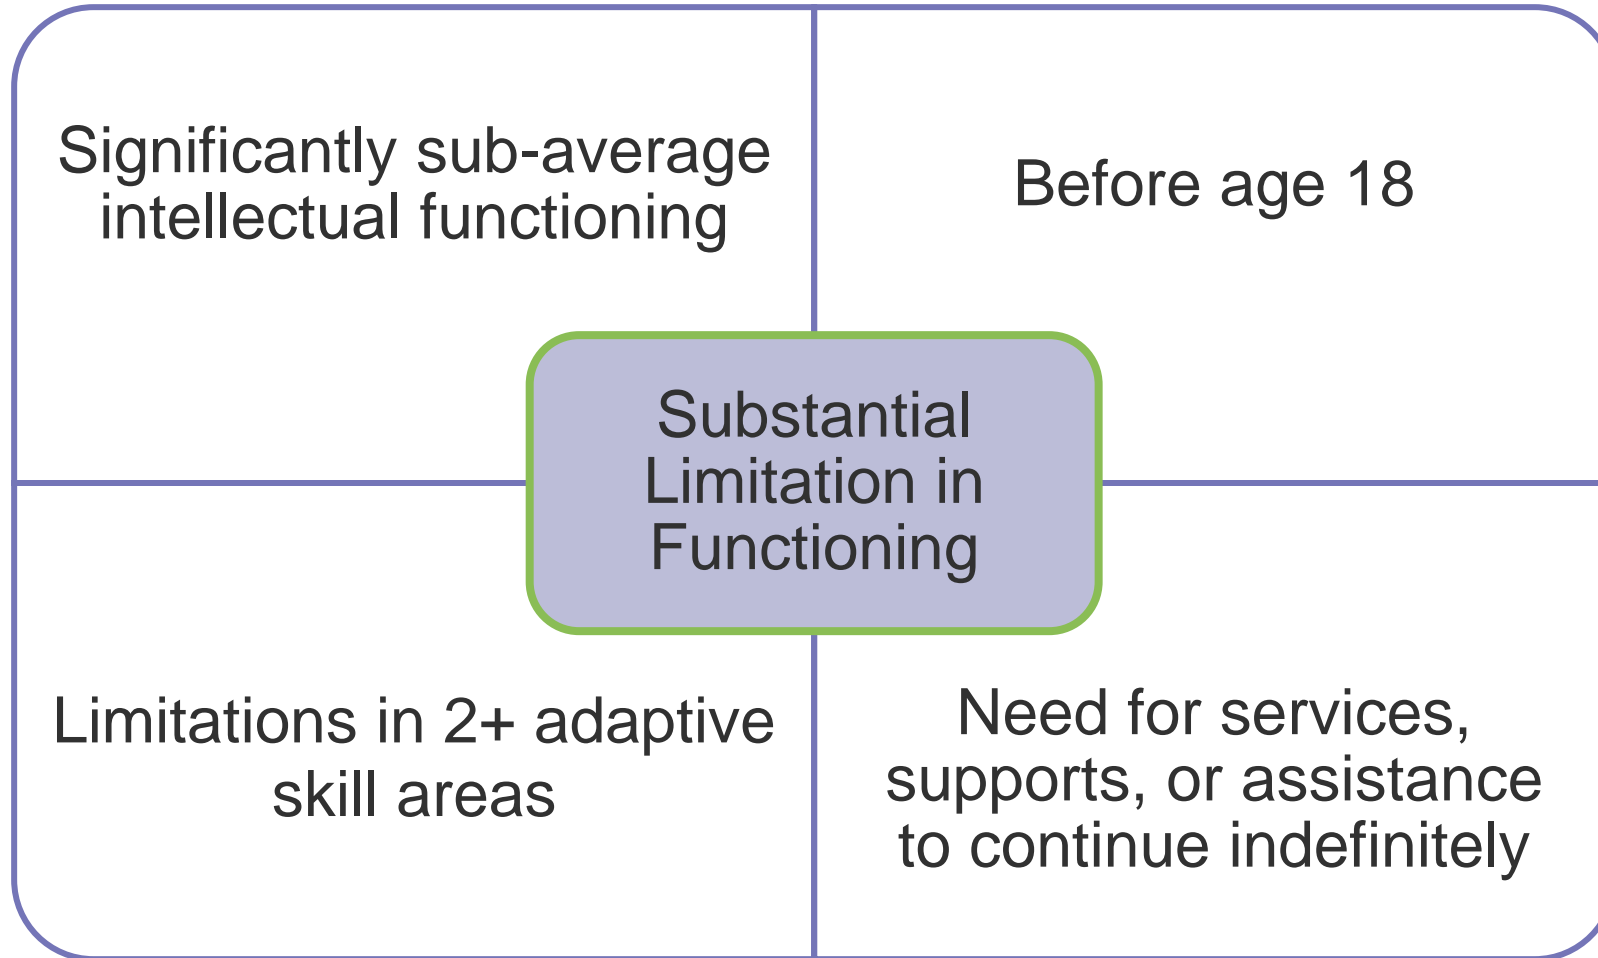 Significantly sub-average
intellectual functioning
Before age 18
Substantial
Limitation in
Functioning
Limitations in 2+ adaptive
skill areas
Need for services,
supports, or assistance
to continue indefinitely